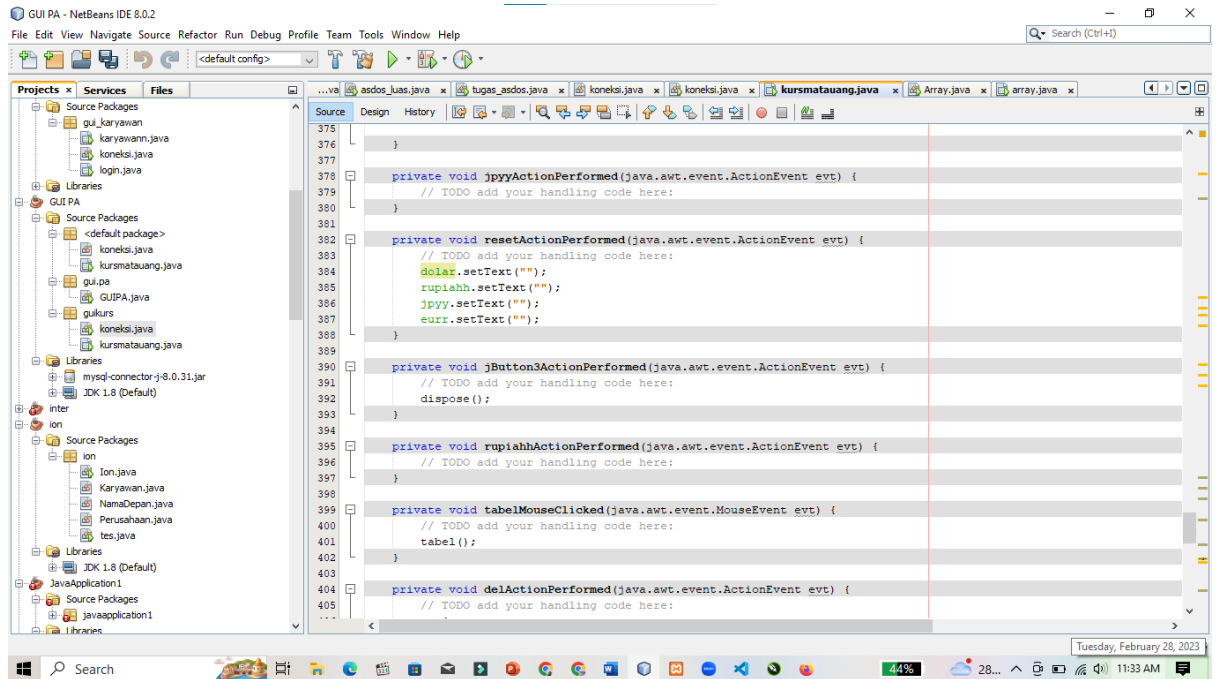 GUI PA - NetBeans IDE 8.0.2
File Edit View Navigate Source Refactor Run Debug Profile Team Tools Window Help
Search (Ctrl+I)
<default config>
Projects × Services Files
...va asdos_luas.java × tugas_asdos.java × koneksi.java × koneksi.java × kursmatauang.java × Array.java × array.java ×
Source Design History
Source Packages
gui_karyawan
karyawann.java
koneksi.java
login.java
Libraries
GUI PA
Source Packages
<default package>
koneksi.java
kursmatauang.java
gui.pa
GUIPA.java
guikurs
koneksi.java
kursmatauang.java
Libraries
mysql-connector-j-8.0.31.jar
JDK 1.8 (Default)
inter
ion
Source Packages
ion
Ion.java
Karyawan.java
NamaDepan.java
Perusahaan.java
tes.java
Libraries
JDK 1.8 (Default)
JavaApplication1
Source Packages
javaapplication1
Libraries
375
376 }
377
378 private void jpyyActionPerformed(java.awt.event.ActionEvent evt) {
379 // TODO add your handling code here:
380 }
381
382 private void resetActionPerformed(java.awt.event.ActionEvent evt) {
383 // TODO add your handling code here:
384 dolar.setText("");
385 rupiahh.setText("");
386 jpyy.setText("");
387 eurr.setText("");
388 }
389
390 private void jButton3ActionPerformed(java.awt.event.ActionEvent evt) {
391 // TODO add your handling code here:
392 dispose();
393 }
394
395 private void rupiahhActionPerformed(java.awt.event.ActionEvent evt) {
396 // TODO add your handling code here:
397 }
398
399 private void tabelMouseClicked(java.awt.event.MouseEvent evt) {
400 // TODO add your handling code here:
401 tabel();
402 }
403
404 private void delActionPerformed(java.awt.event.ActionEvent evt) {
405 // TODO add your handling code here:
Tuesday, February 28, 2023
Search
44%
28...
11:33 AM